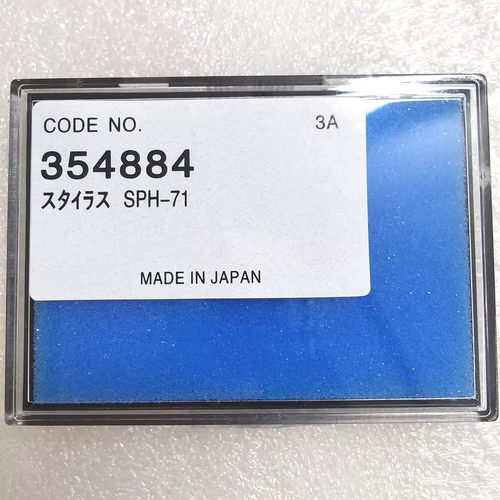 CODE NO. 3A
354884
スタイラス SPH-71
MADE IN JAPAN